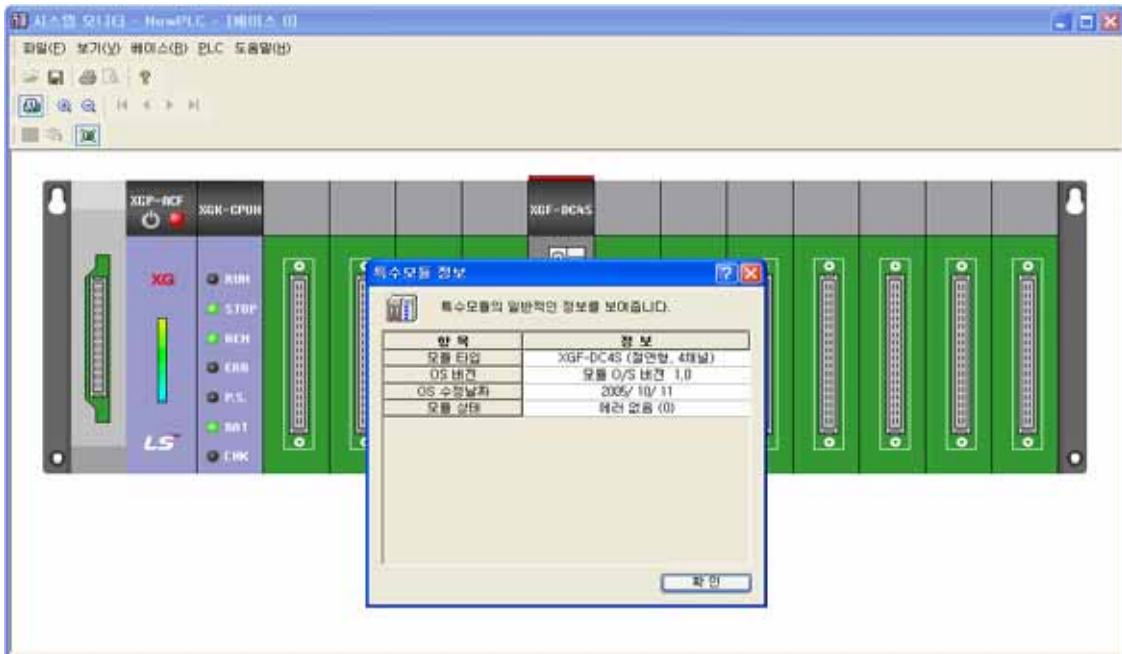 시스템 모니터 - NewPLC - [베이스 0]
파일(F) 보기(V) 베이스(B) PLC 도움말(H)
XGP-ACF
XGK-CPUH
XGF-DC4S
XG
RUN
STOP
REM
ERR
P.S.
BAT
CHK
LS
특수모듈 정보
특수모듈의 일반적인 정보를 보여줍니다.
항 목 정 보
모듈 타입 XGF-DC4S (절연형, 4채널)
OS 버전 모듈 O/S 버전 1.0
OS 수정날짜 2005/ 10/ 11
모듈 상태 에러 없음 (0)
확 인